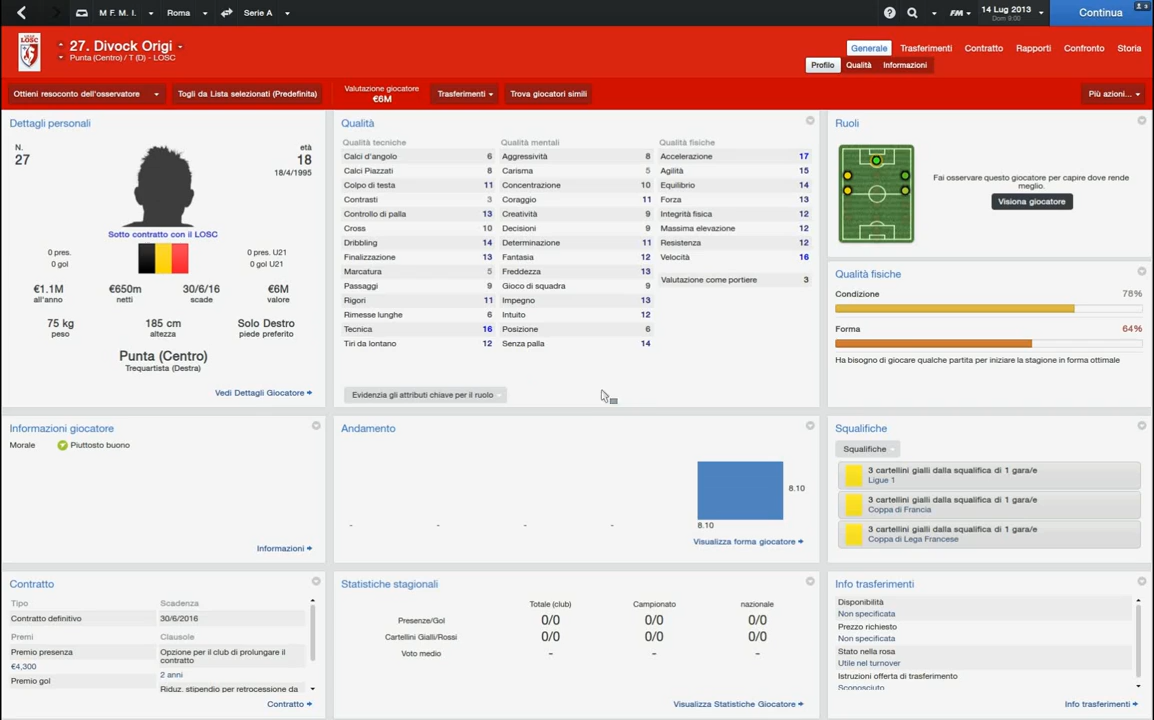 M F. M. I.
Roma
Serie A
FM
14 Lug 2013
Dom 9:00
Continua
3
LOSC
27. Divock Origi
Punta (Centro) / T (D) - LOSC
Generale
Trasferimenti
Contratto
Rapporti
Confronto
Storia
Profilo
Qualità
Informazioni
Ottieni resoconto dell'osservatore
Togli da Lista selezionati (Predefinita)
Valutazione giocatore
€6M
Trasferimenti
Trova giocatori simili
Più azioni...
Dettagli personali
N.
27
età
18
18/4/1995
Sotto contratto con il LOSC
0 pres.
0 gol
0 pres. U21
0 gol U21
€1.1M
all'anno
€650m
netti
30/6/16
scade
€6M
valore
75 kg
peso
185 cm
altezza
Solo Destro
piede preferito
Punta (Centro)
Trequartista (Destra)
Vedi Dettagli Giocatore
Qualità
Qualità tecniche
Calci d'angolo 6
Calci Piazzati 8
Colpo di testa 11
Contrasti 3
Controllo di palla 13
Cross 10
Dribbling 14
Finalizzazione 13
Marcatura 5
Passaggi 9
Rigori 11
Rimesse lunghe 6
Tecnica 16
Tiri da lontano 12
Qualità mentali
Aggressività 8
Carisma 5
Concentrazione 10
Coraggio 11
Creatività 9
Decisioni 9
Determinazione 11
Fantasia 12
Freddezza 13
Gioco di squadra 9
Impegno 13
Intuito 12
Posizione 6
Senza palla 14
Qualità fisiche
Accelerazione 17
Agilità 15
Equilibrio 14
Forza 13
Integrità fisica 12
Massima elevazione 12
Resistenza 12
Velocità 16
Valutazione come portiere 3
Evidenzia gli attributi chiave per il ruolo
Ruoli
Fai osservare questo giocatore per capire dove rende
meglio.
Visiona giocatore
Qualità fisiche
Condizione 78%
Forma 64%
Ha bisogno di giocare qualche partita per iniziare la stagione in forma ottimale
Informazioni giocatore
Morale Piuttosto buono
Informazioni
Andamento
- - - -
8.10
8.10
Visualizza forma giocatore
Squalifiche
Squalifiche
3 cartellini gialli dalla squalifica di 1 gara/e
Ligue 1
3 cartellini gialli dalla squalifica di 1 gara/e
Coppa di Francia
3 cartellini gialli dalla squalifica di 1 gara/e
Coppa di Lega Francese
Contratto
Tipo
Contratto definitivo
Premi
Premio presenza
€4,300
Premio gol
Scadenza
30/6/2016
Clausole
Opzione per il club di prolungare il
contratto
2 anni
Riduz. stipendio per retrocessione da
Contratto
Statistiche stagionali
Totale (club) Campionato nazionale
Presenze/Gol 0/0 0/0 0/0
Cartellini Gialli/Rossi 0/0 0/0 0/0
Voto medio - - -
Visualizza Statistiche Giocatore
Info trasferimenti
Disponibilità
Non specificata
Prezzo richiesto
Non specificata
Stato nella rosa
Utile nel turnover
Istruzioni offerta di trasferimento
Sconosciuto
Info trasferimenti